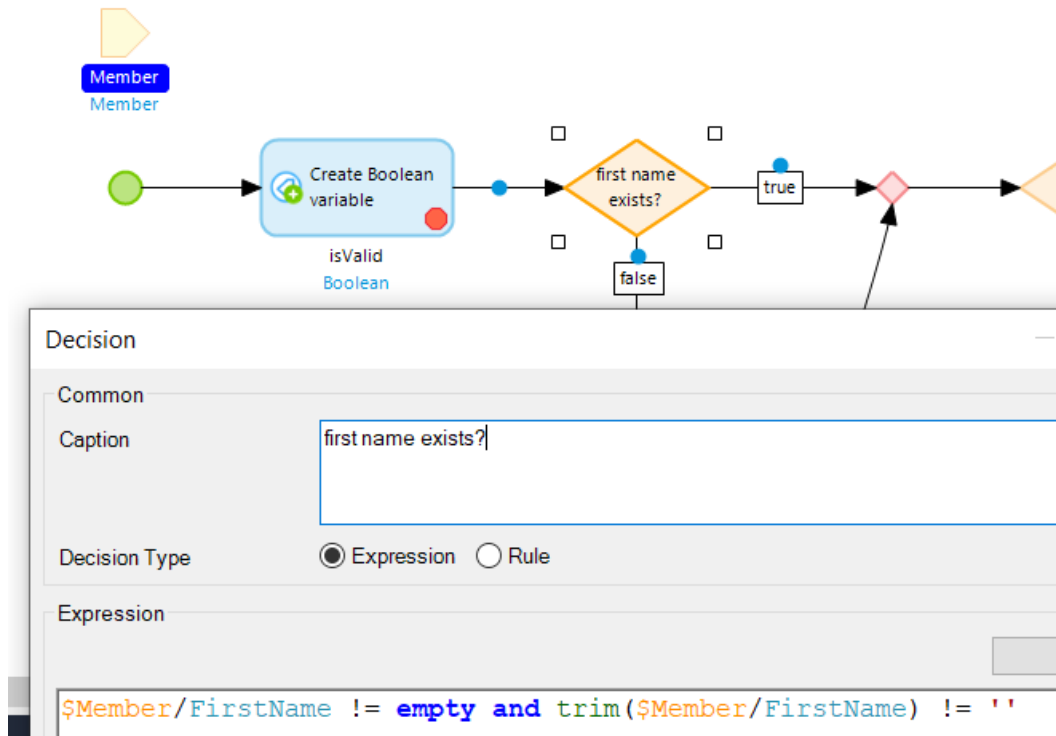 Member
Member
Create Boolean
variable
isValid
Boolean
first name
exists?
true
false
Decision
Common
Caption
first name exists?
Decision Type
Expression
Rule
Expression
$Member/FirstName != empty and trim($Member/FirstName) != ''